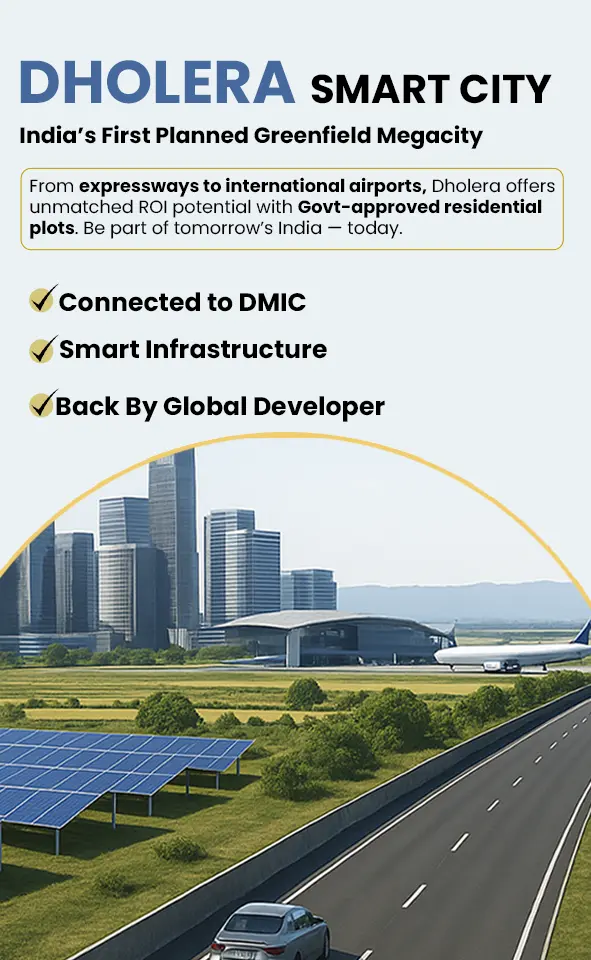 DHOLERA SMART CITY
India’s First Planned Greenfield Megacity
From expressways to international airports, Dholera offers
unmatched ROI potential with Govt-approved residential
plots. Be part of tomorrow’s India — today.
Connected to DMIC
Smart Infrastructure
Back By Global Developer